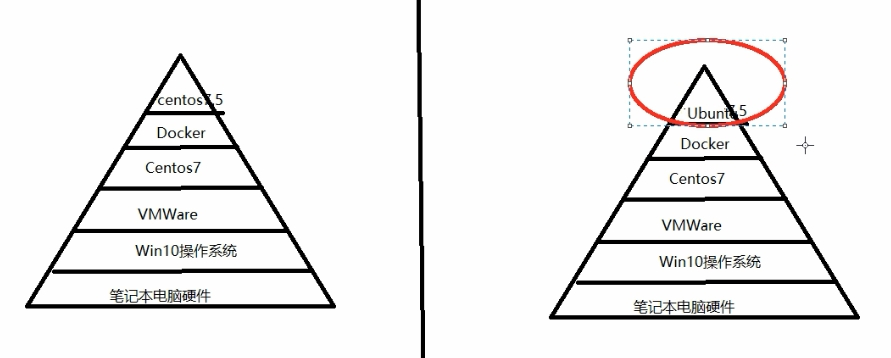 centos7.5
Docker
Centos7
VMWare
Win10操作系统
笔记本电脑硬件
Ubuntu7.5
Docker
Centos7
VMWare
Win10操作系统
笔记本电脑硬件